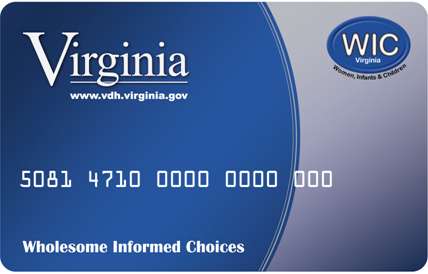 Virginia
www.vdh.virginia.gov
WIC
Virginia
Women, Infants & Children
5081 4710 0000 0000 000
Wholesome Informed Choices